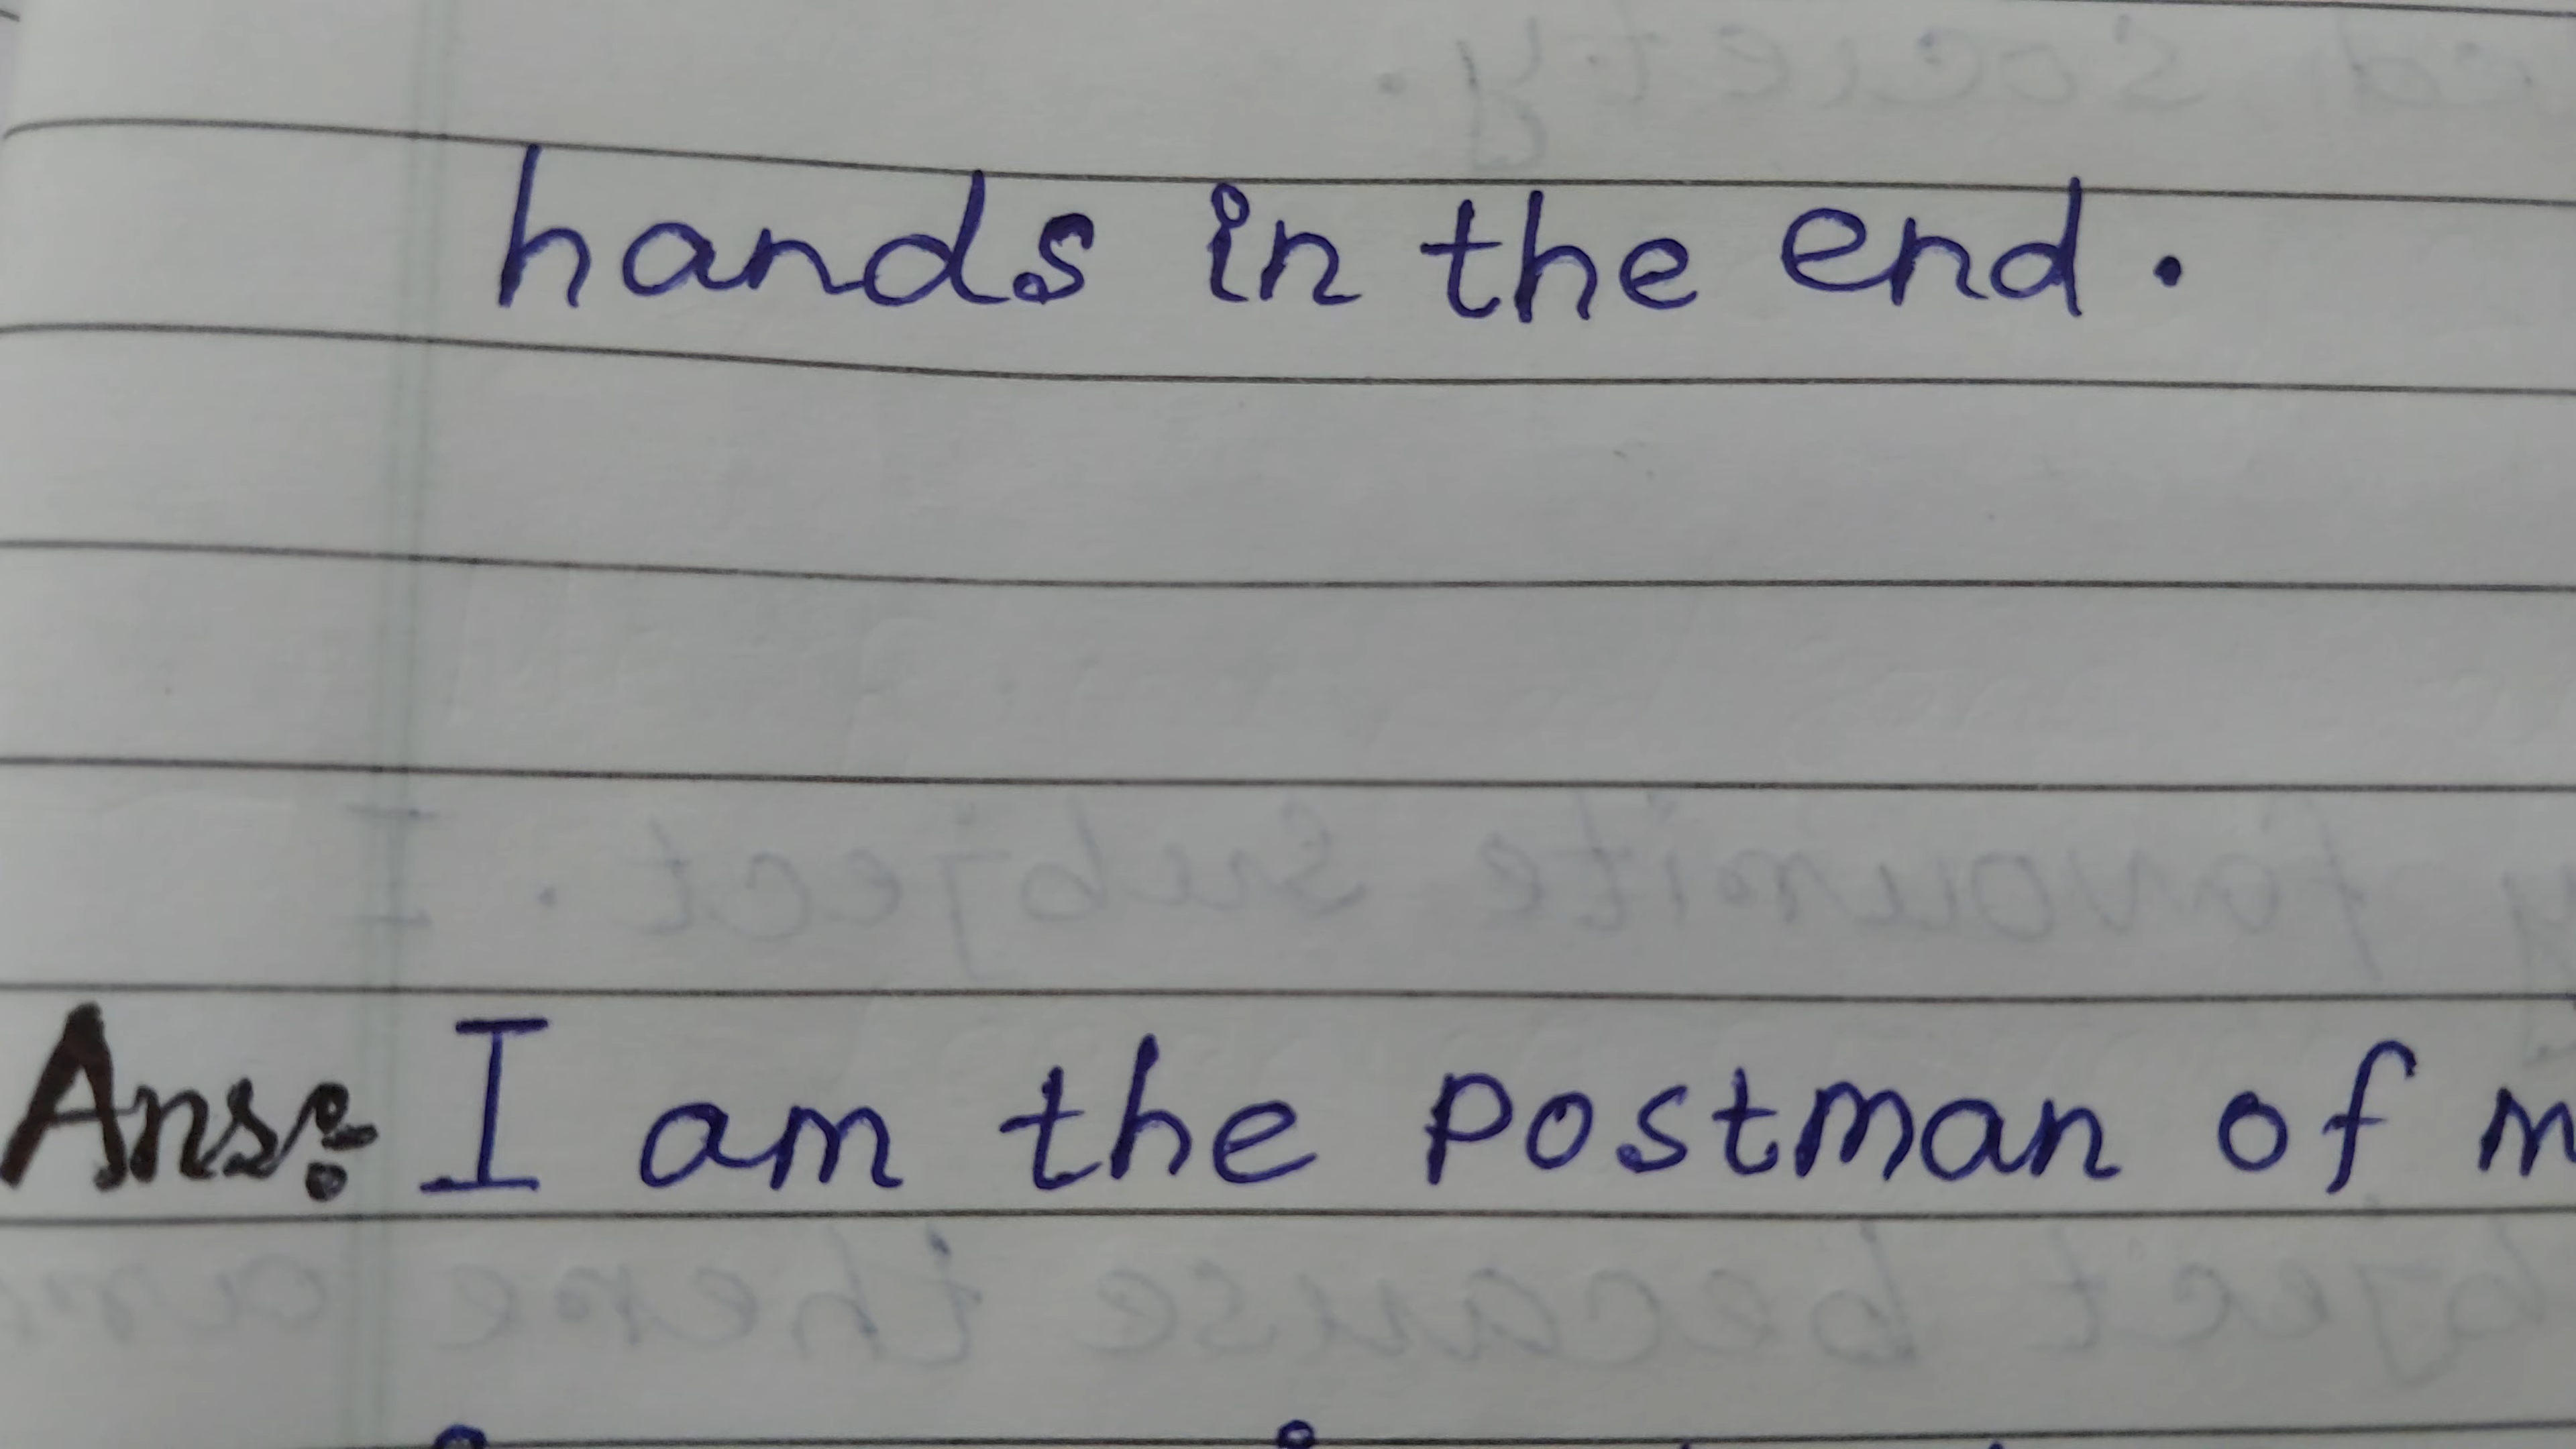 hands in the end.
Ans:- I am the postman of